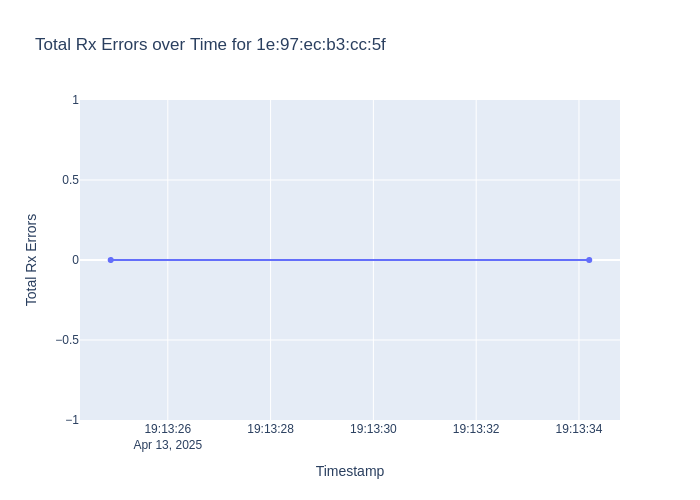 Total Rx Errors over Time for 1e:97:ec:b3:cc:5f
1
0.5
0
−0.5
−1
Total Rx Errors
19:13:26
Apr 13, 2025
19:13:28
19:13:30
19:13:32
19:13:34
Timestamp